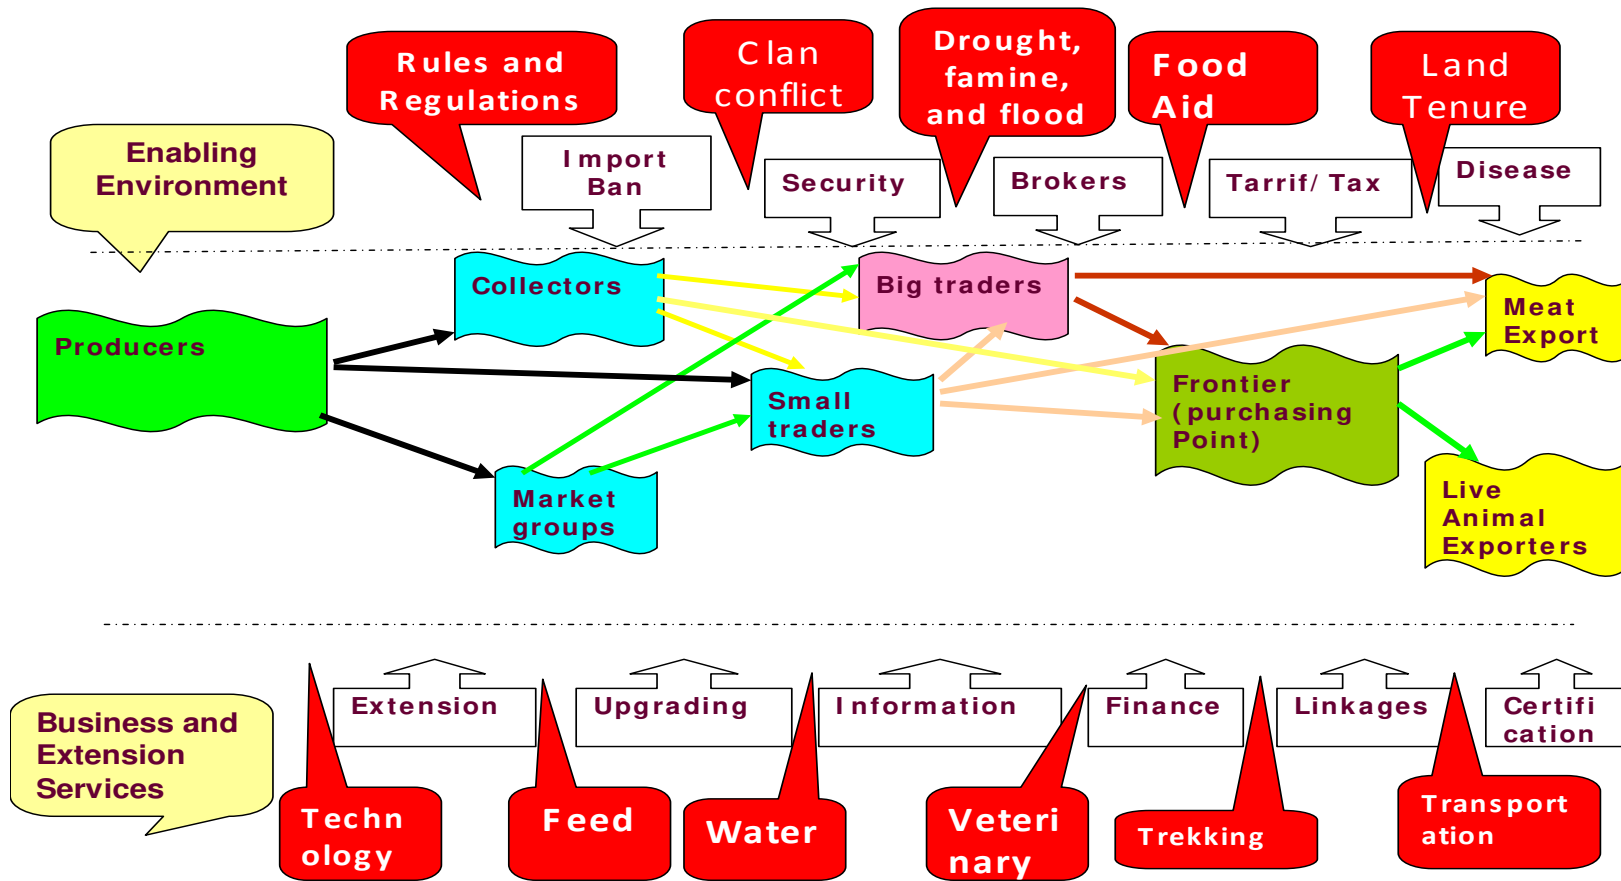 Rules and
Regulations
Clan
conflict
Drought,
famine,
and flood
Food
Aid
Land
Tenure
Enabling
Environment
Import
Ban
Security
Brokers
Tarrif/ Tax
Disease
Collectors
Big traders
Meat
Export
Producers
Small
traders
Frontier
(purchasing
Point)
Market
groups
Live
Animal
Exporters
Business and
Extension
Services
Extension
Upgrading
Information
Finance
Linkages
Certifi
cation
Techn
ology
Feed
Water
Veteri
nary
Trekking
Transport
ation